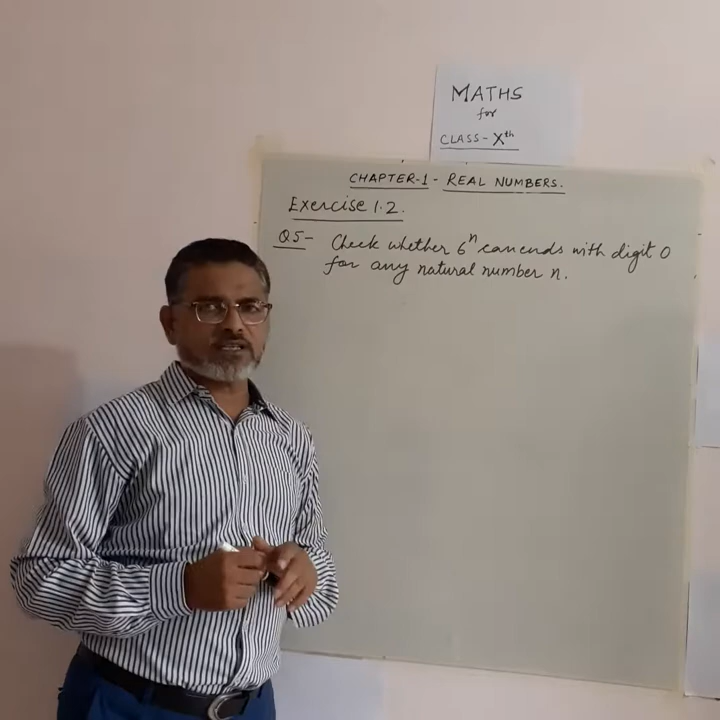 MATHS
for
CLASS-Xth
CHAPTER-1 - REAL NUMBERS.
Exercise 1.2.
Q5- Check whether 6^n can ends with digit 0
for any natural number n.